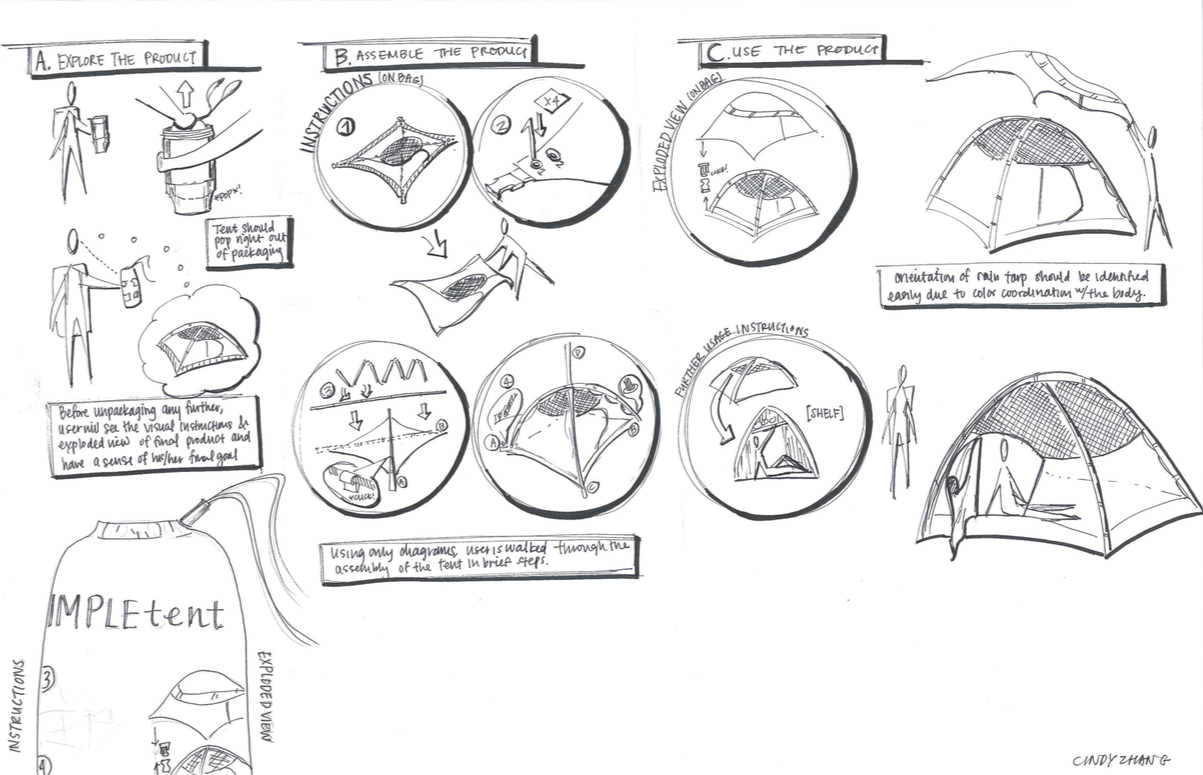 A. EXPLORE THE PRODUCT
*POP*!
Tent should
pop right out
of packaging
Before unpackaging any further,
user will see the visual instructions &
exploded view of final product and
have a sense of his/her final goal
IMPLEtent
INSTRUCTIONS
EXPLODED VIEW
3
4
B. ASSEMBLE THE PRODUCT
INSTRUCTIONS (ON BAG)
1
2
x4
3
B
A
*CLICK!
4
D
A
B
C
Using only diagrams, user is walked through the
assembly of the tent in brief steps.
C. USE THE PRODUCT
EXPLODED VIEW (ON BAG)
Orientation of rain tarp should be identified
easily due to color coordination w/ the body.
FURTHER USAGE INSTRUCTIONS
[SHELF]
CINDY ZHANG